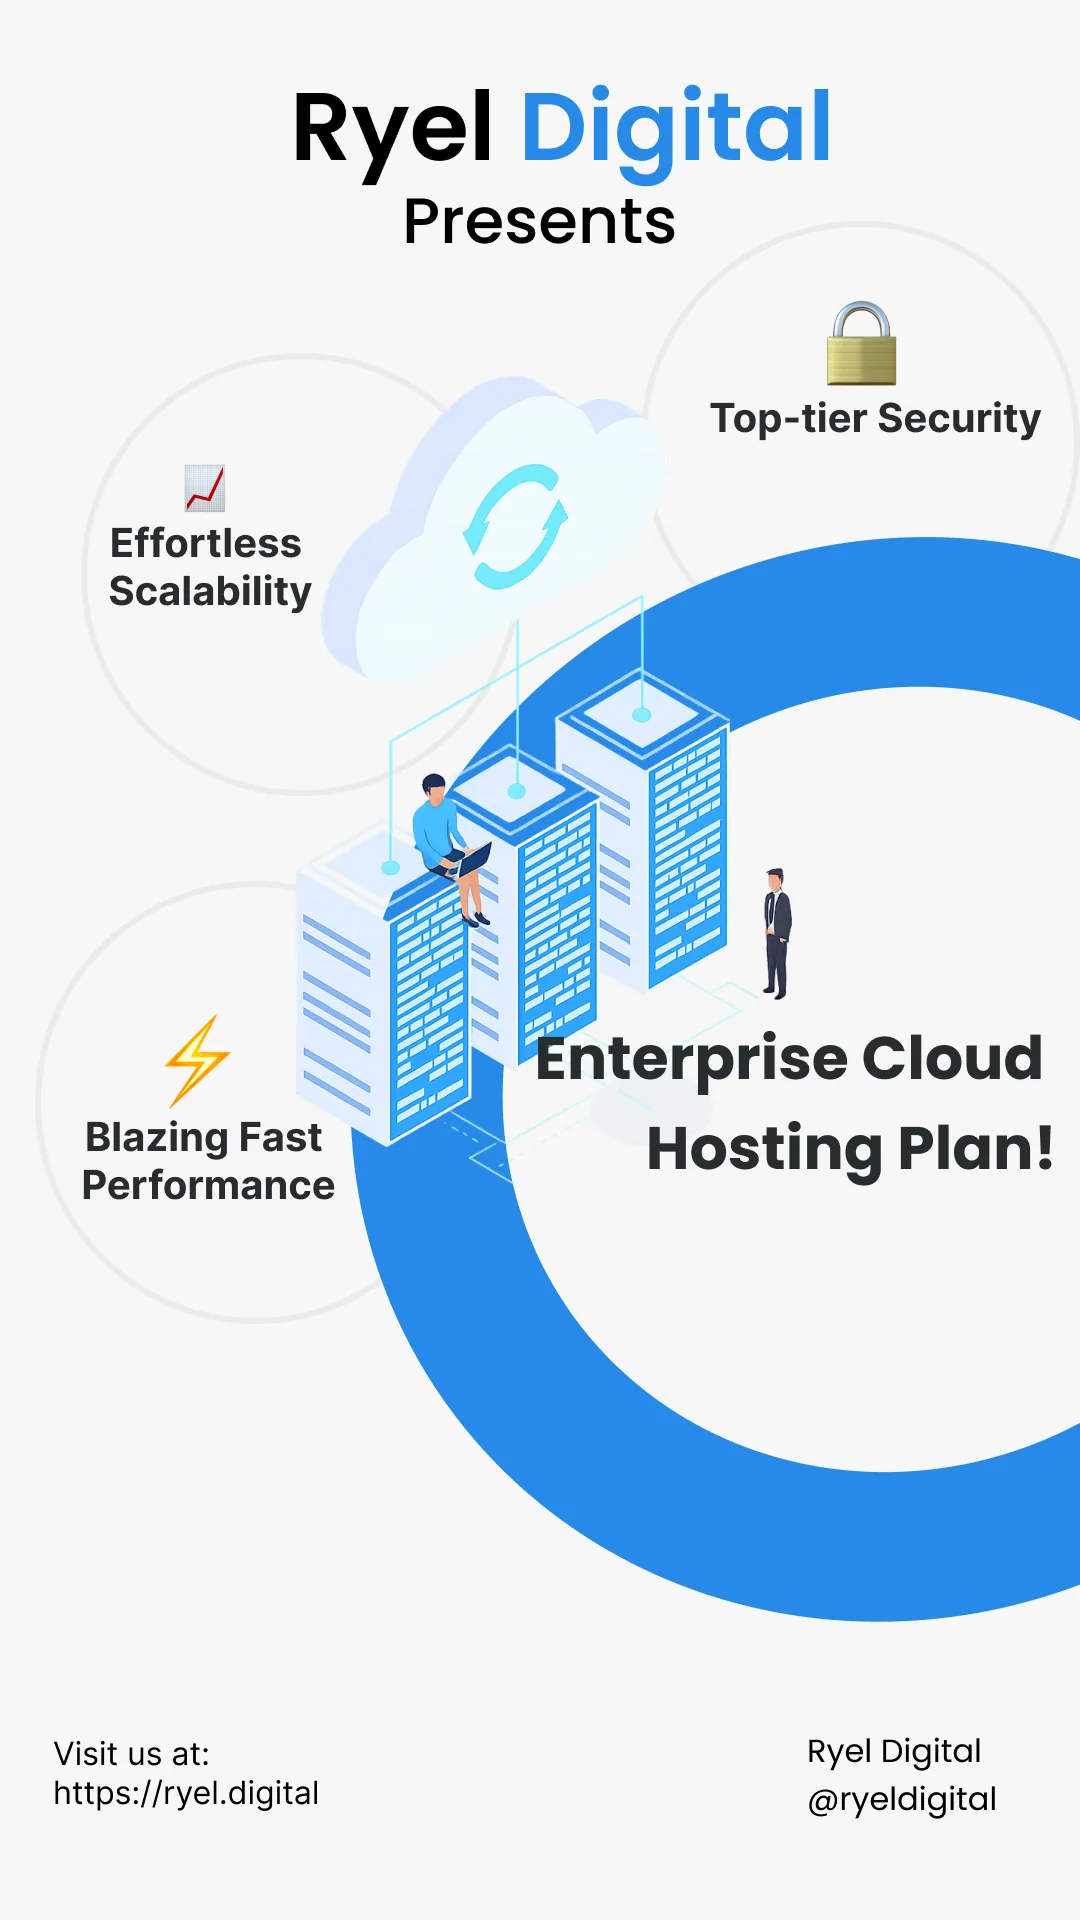 Ryel Digital
Presents
Top-tier Security
Effortless
Scalability
Enterprise Cloud
Hosting Plan!
Blazing Fast
Performance
Visit us at:
https://ryel.digital
Ryel Digital
@ryeldigital